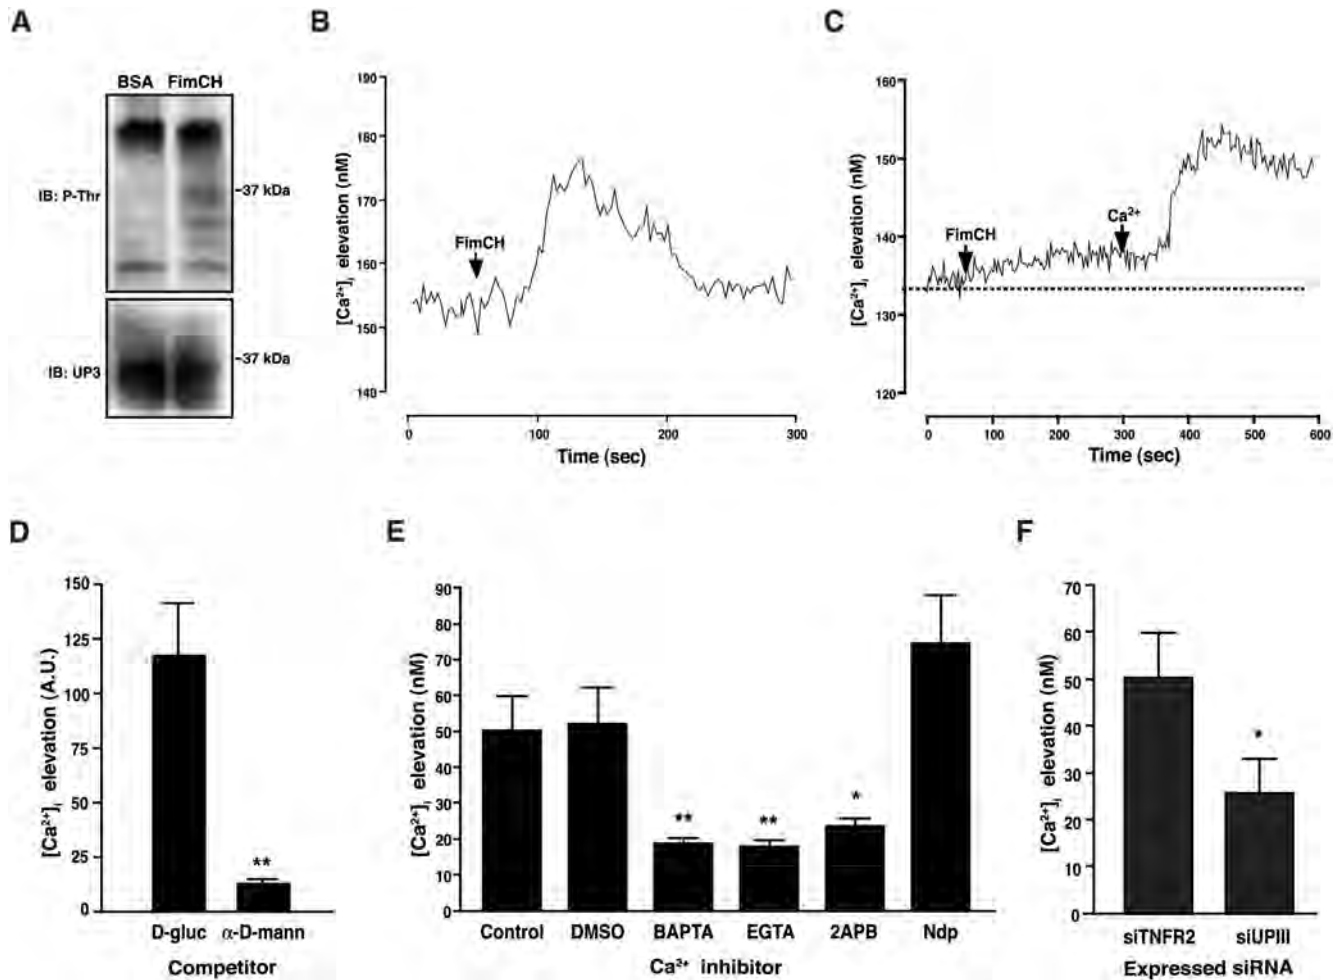 A
BSA FimCH
IB: P-Thr
-37 kDa
IB: UP3
-37 kDa
B
[Ca²⁺]i elevation (nM)
190
180
170
160
150
140
FimCH
0 100 200 300
Time (sec)
C
[Ca²⁺]i elevation (nM)
160
150
140
130
120
FimCH
Ca²⁺
0 100 200 300 400 500 600
Time (sec)
D
[Ca²⁺]i elevation (A.U.)
150
125
100
75
50
25
0
**
D-gluc α-D-mann
Competitor
E
[Ca²⁺]i elevation (nM)
90
80
70
60
50
40
30
20
10
0
** ** *
Control DMSO BAPTA EGTA 2APB Ndp
Ca²⁺ inhibitor
F
[Ca²⁺]i elevation (nM)
70
60
50
40
30
20
10
0
*
siTNFR2 siUPIII
Expressed siRNA